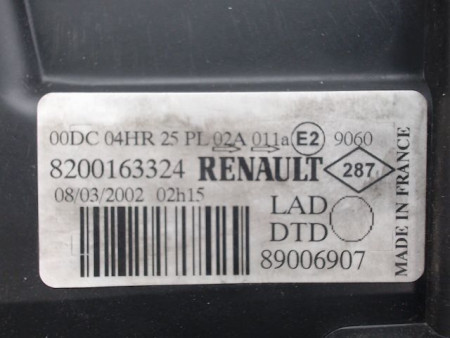 00DC 04HR 25 PL 02A 011a E2 9060
8200163324 RENAULT 287
08/03/2002 02h15
LAD
DTD
89006907
MADE IN FRANCE